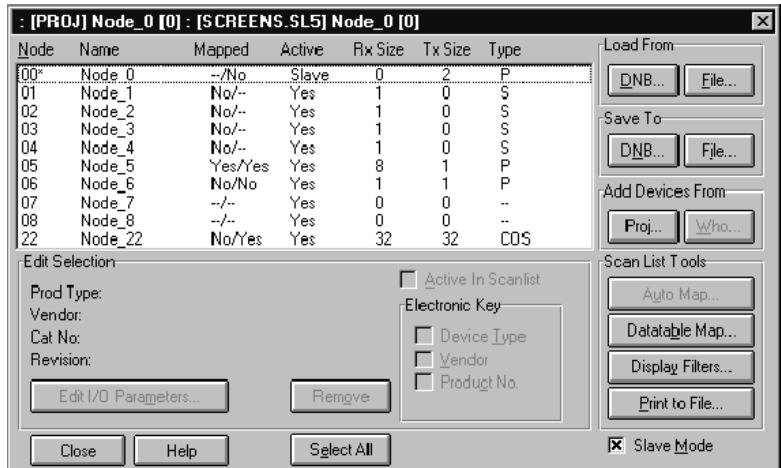 : [PROJ] Node_0 [0] : [SCREENS.SL5] Node_0 [0]
Node Name Mapped Active Rx Size Tx Size Type
00* Node_0 --/No Slave 0 2 P
01 Node_1 No/-- Yes 1 0 S
02 Node_2 No/-- Yes 1 0 S
03 Node_3 No/-- Yes 1 0 S
04 Node_4 No/-- Yes 1 0 S
05 Node_5 Yes/Yes Yes 8 1 P
06 Node_6 No/No Yes 1 1 P
07 Node_7 --/-- Yes 0 0 --
08 Node_8 --/-- Yes 0 0 --
22 Node_22 No/Yes Yes 32 32 COS
Load From
DNB... File...
Save To
DNB... File...
Add Devices From
Proj... Who...
Edit Selection
Prod Type:
Vendor:
Cat No:
Revision:
Edit I/O Parameters... Remove
Active In Scanlist
Electronic Key
Device Type
Vendor
Product No.
Scan List Tools
Auto Map...
Datatable Map...
Display Filters...
Print to File...
Close Help Select All
Slave Mode